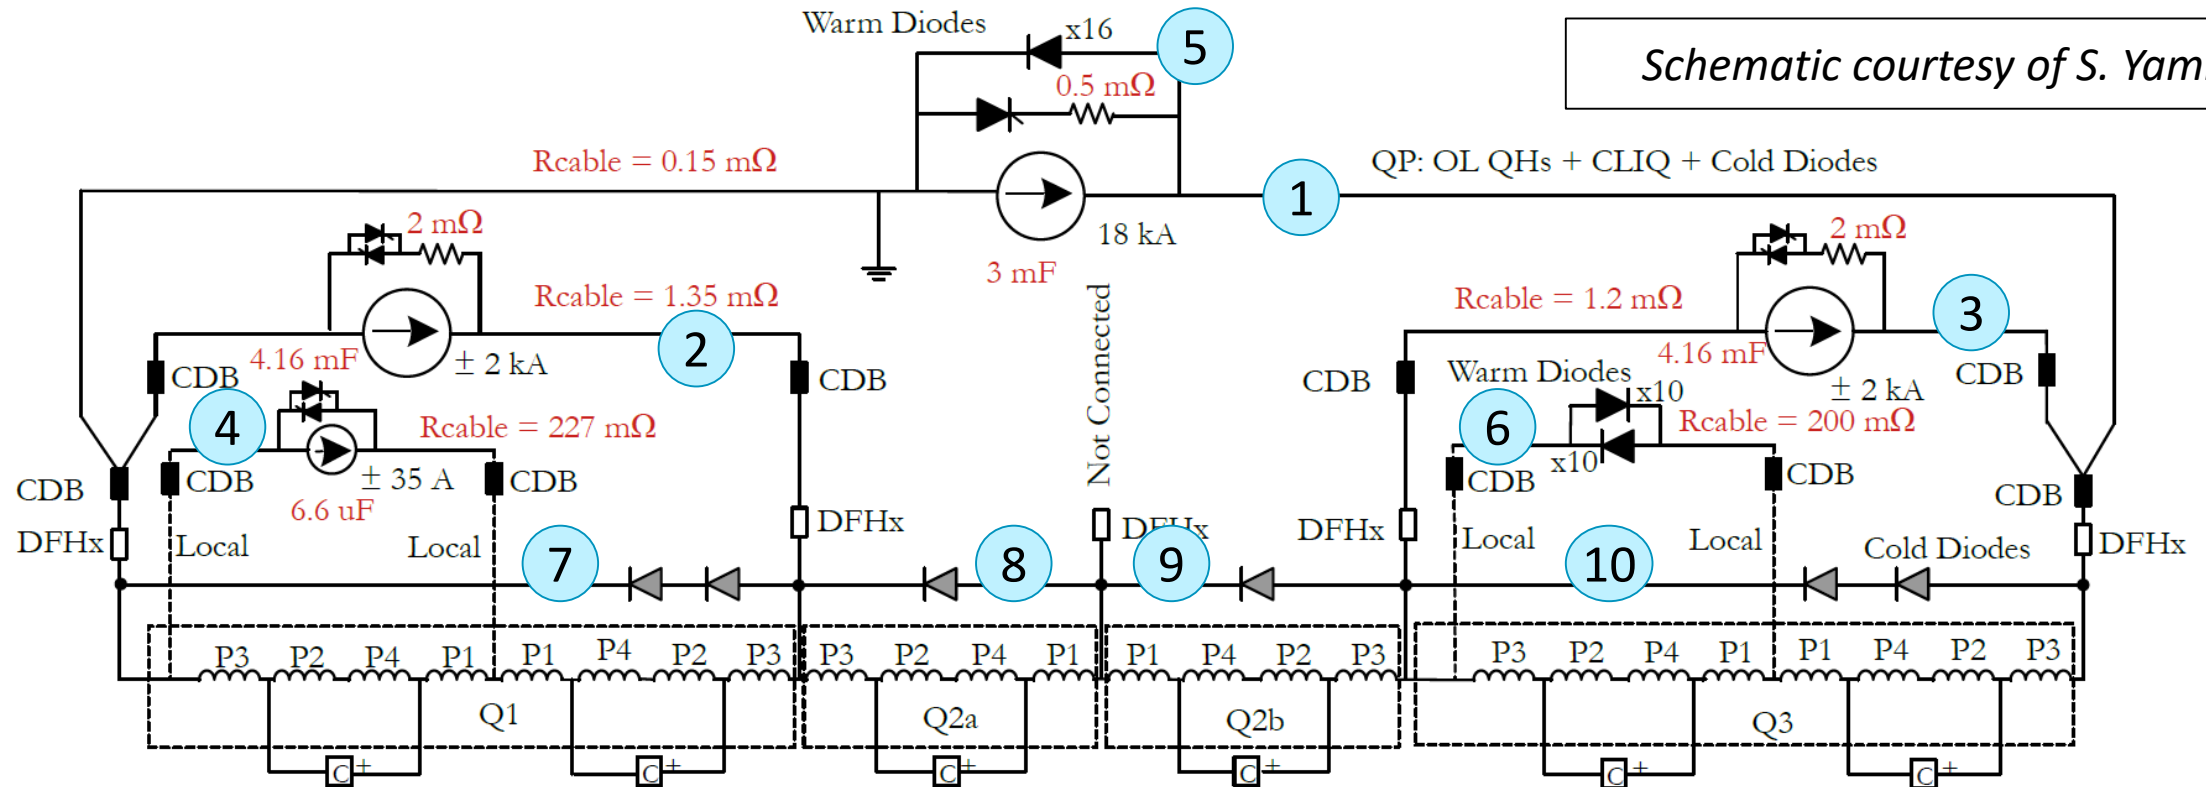 Warm Diodes
x16
5
Schematic courtesy of S. Yam
0.5 mΩ
Rcable = 0.15 mΩ
QP: OL QHs + CLIQ + Cold Diodes
1
18 kA
3 mF
2 mΩ
2 mΩ
Rcable = 1.35 mΩ
Rcable = 1.2 mΩ
2
3
4.16 mF
± 2 kA
4.16 mF
± 2 kA
Not Connected
CDB
CDB
CDB
CDB
Warm Diodes
x10
4
Rcable = 227 mΩ
6
Rcable = 200 mΩ
x10
CDB
CDB
± 35 A
CDB
CDB
CDB
CDB
6.6 uF
DFHx
Local
Local
DFHx
DFHx
DFHx
Local
Local
Cold Diodes
DFHx
7
8
9
10
P3 P2 P4 P1 P1 P4 P2 P3 P3 P2 P4 P1 P1 P4 P2 P3 P3 P2 P4 P1 P1 P4 P2 P3
Q1
Q2a
Q2b
Q3
C +
C +
C +
C +
C +
C +